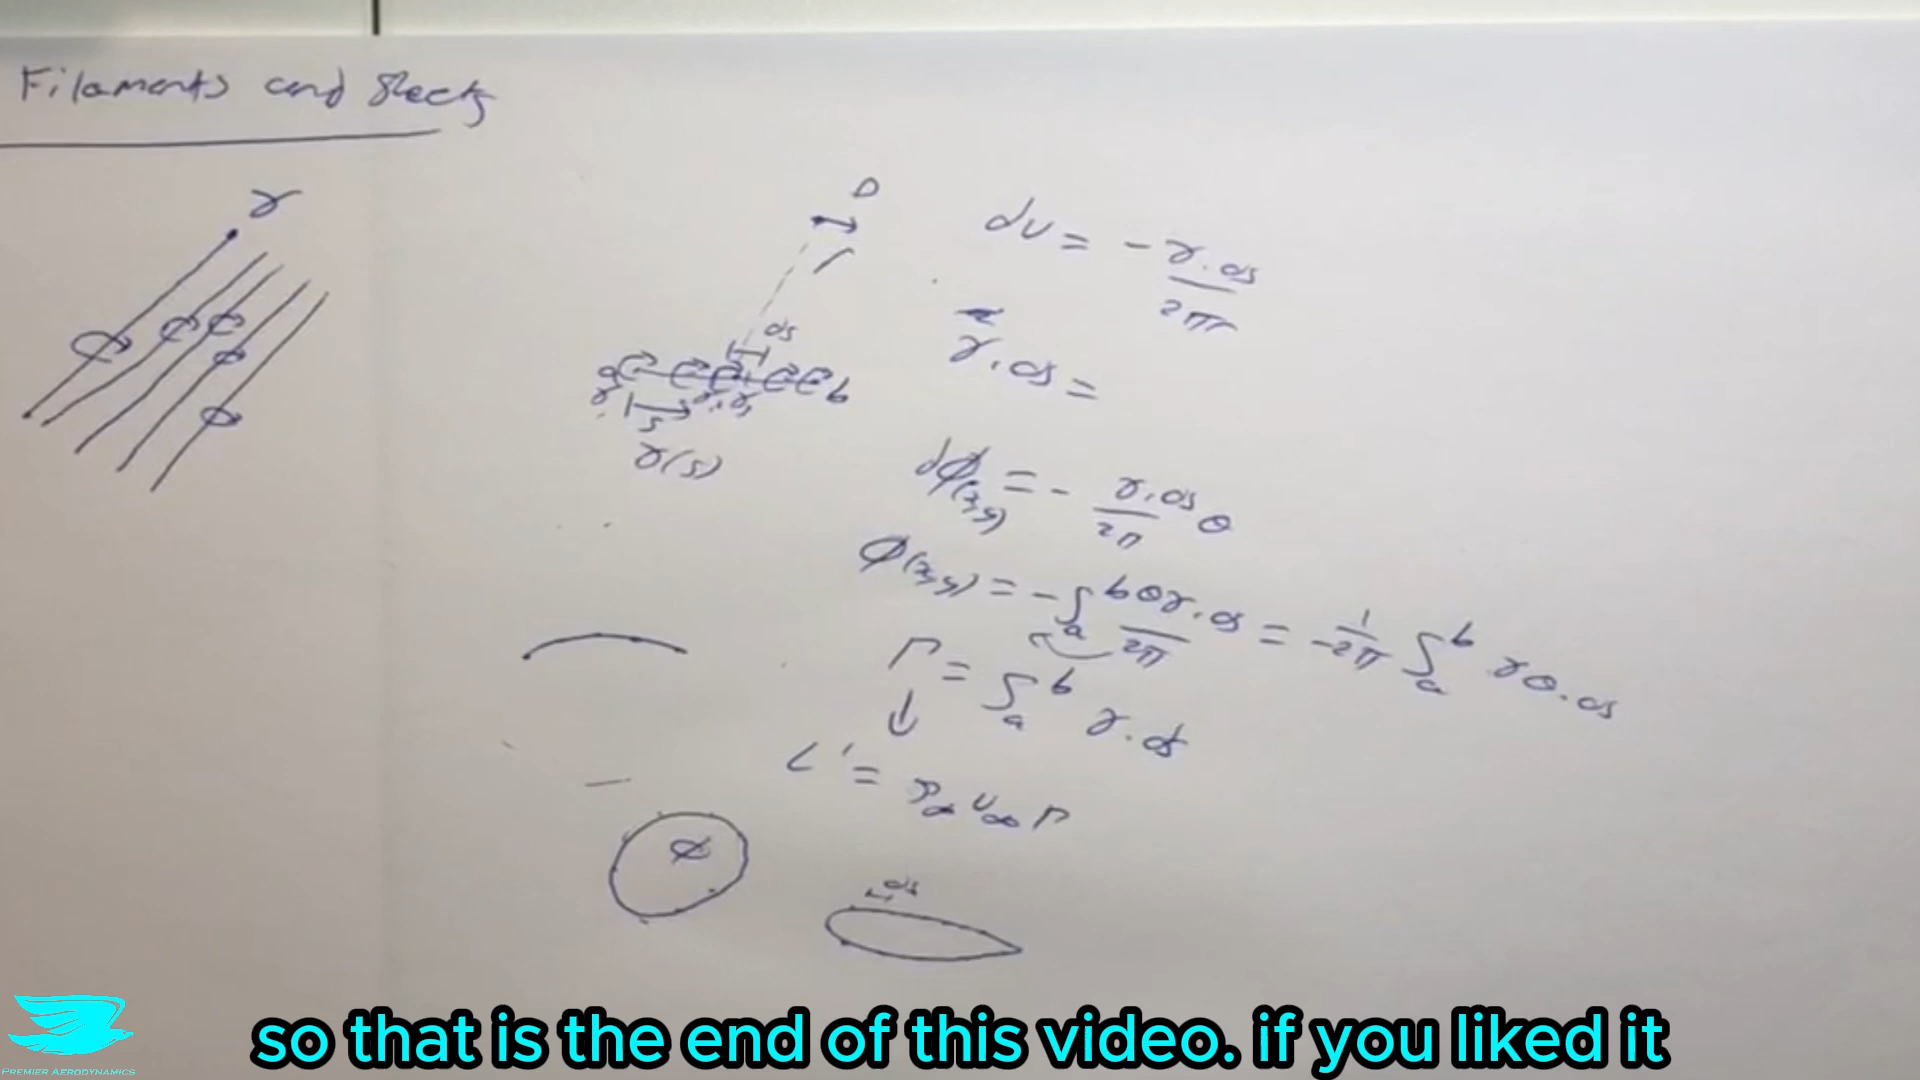 Filaments and sheets
γ
P
r
dv = - γ.ds / 2πr
ds
γ.ds =
a b
γ
s
γ(s)
dϕ(x,y) = - γ.ds / 2π θ
ϕ(x,y) = - ∫ₐᵇ θγ.ds / 2π = - 1/2π ∫ₐᵇ γθ.ds
Γ = ∫ₐᵇ γ.ds
↓
L' = ρ∞ V∞ Γ
ds
so that is the end of this video. if you liked it
PREMIER AERODYNAMICS